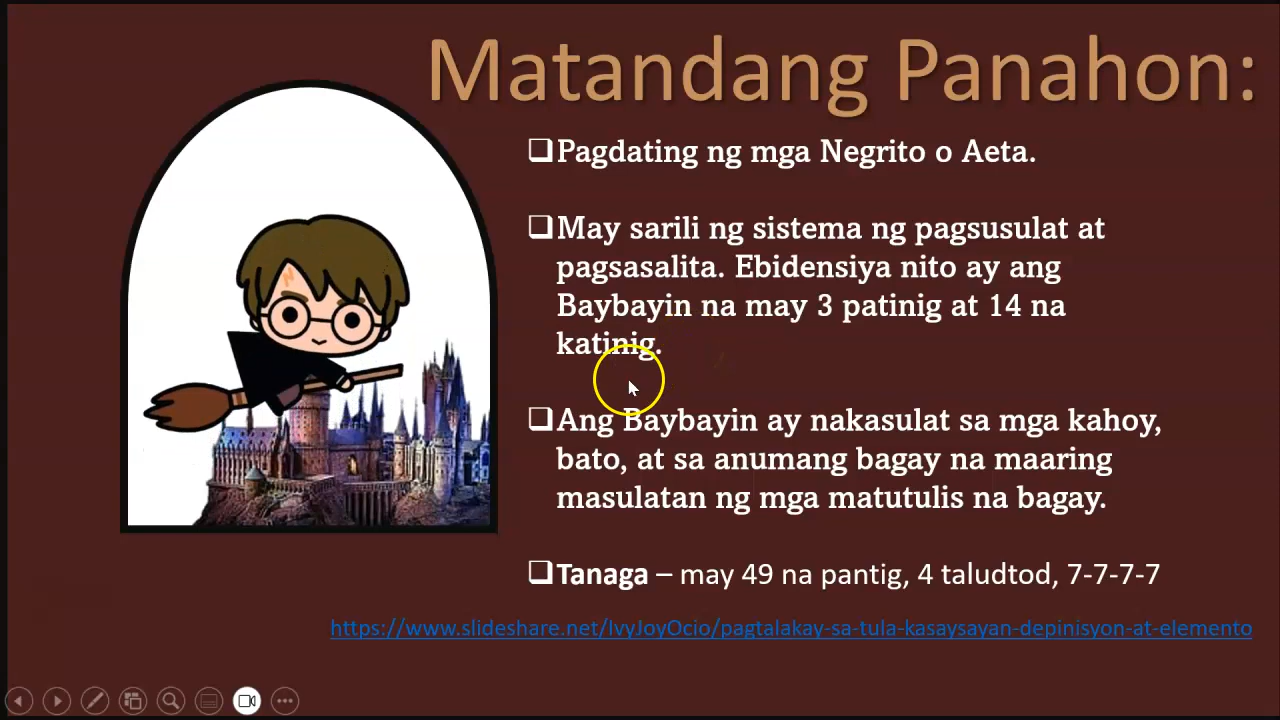 Matandang Panahon:
❑Pagdating ng mga Negrito o Aeta.
❑May sarili ng sistema ng pagsusulat at
pagsasalita. Ebidensiya nito ay ang
Baybayin na may 3 patinig at 14 na
katinig.
❑Ang Baybayin ay nakasulat sa mga kahoy,
bato, at sa anumang bagay na maaring
masulatan ng mga matutulis na bagay.
❑Tanaga – may 49 na pantig, 4 taludtod, 7-7-7-7
https://www.slideshare.net/IvyJoyOcio/pagtalakay-sa-tula-kasaysayan-depinisyon-at-elemento